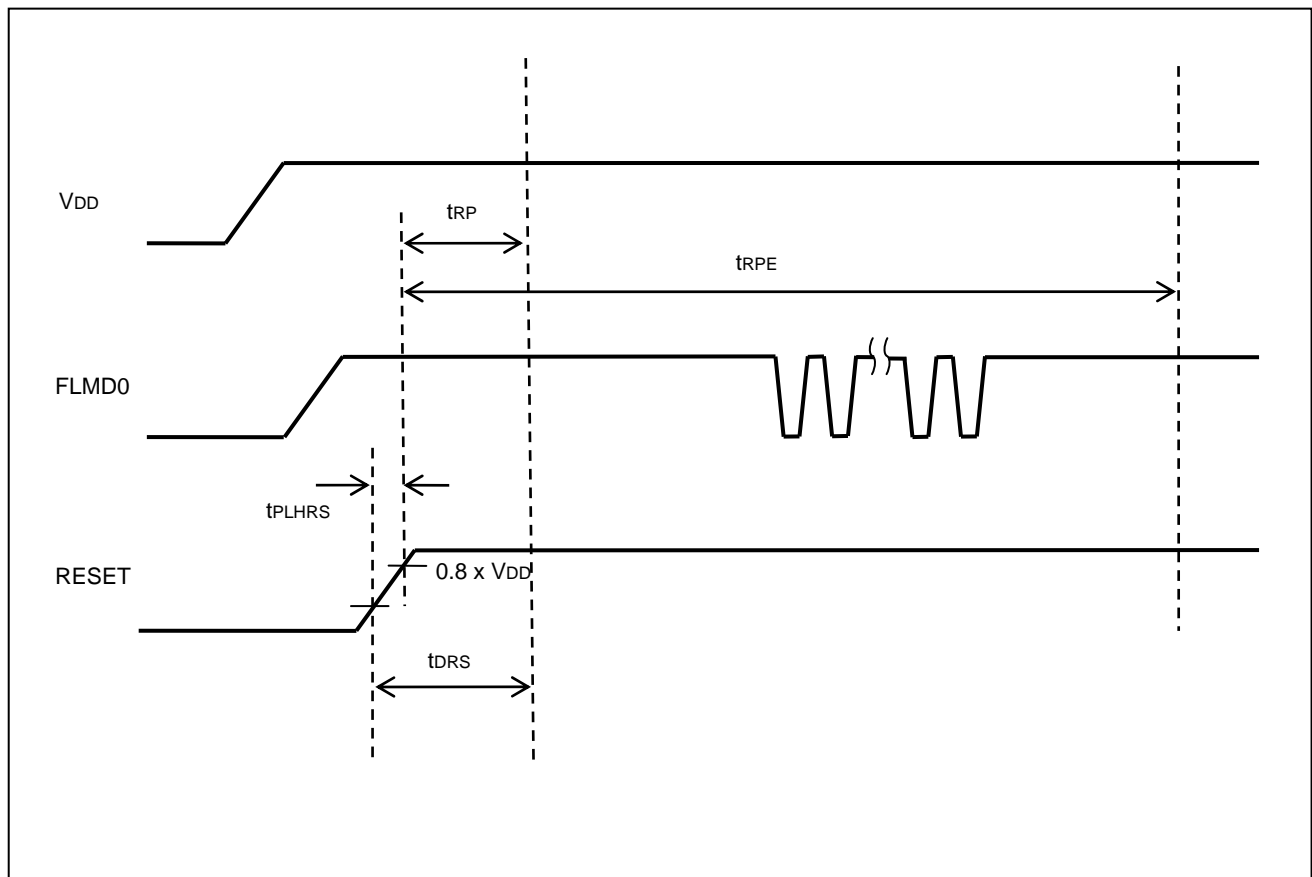 VDD
tRP
tRPE
FLMD0
tPLHRS
RESET
0.8 x VDD
tDRS